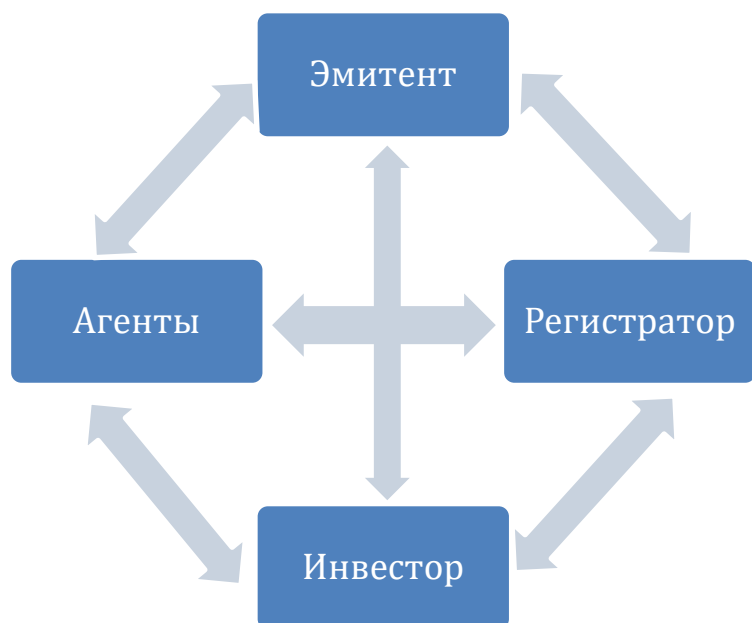 Эмитент
Агенты
Регистратор
Инвестор